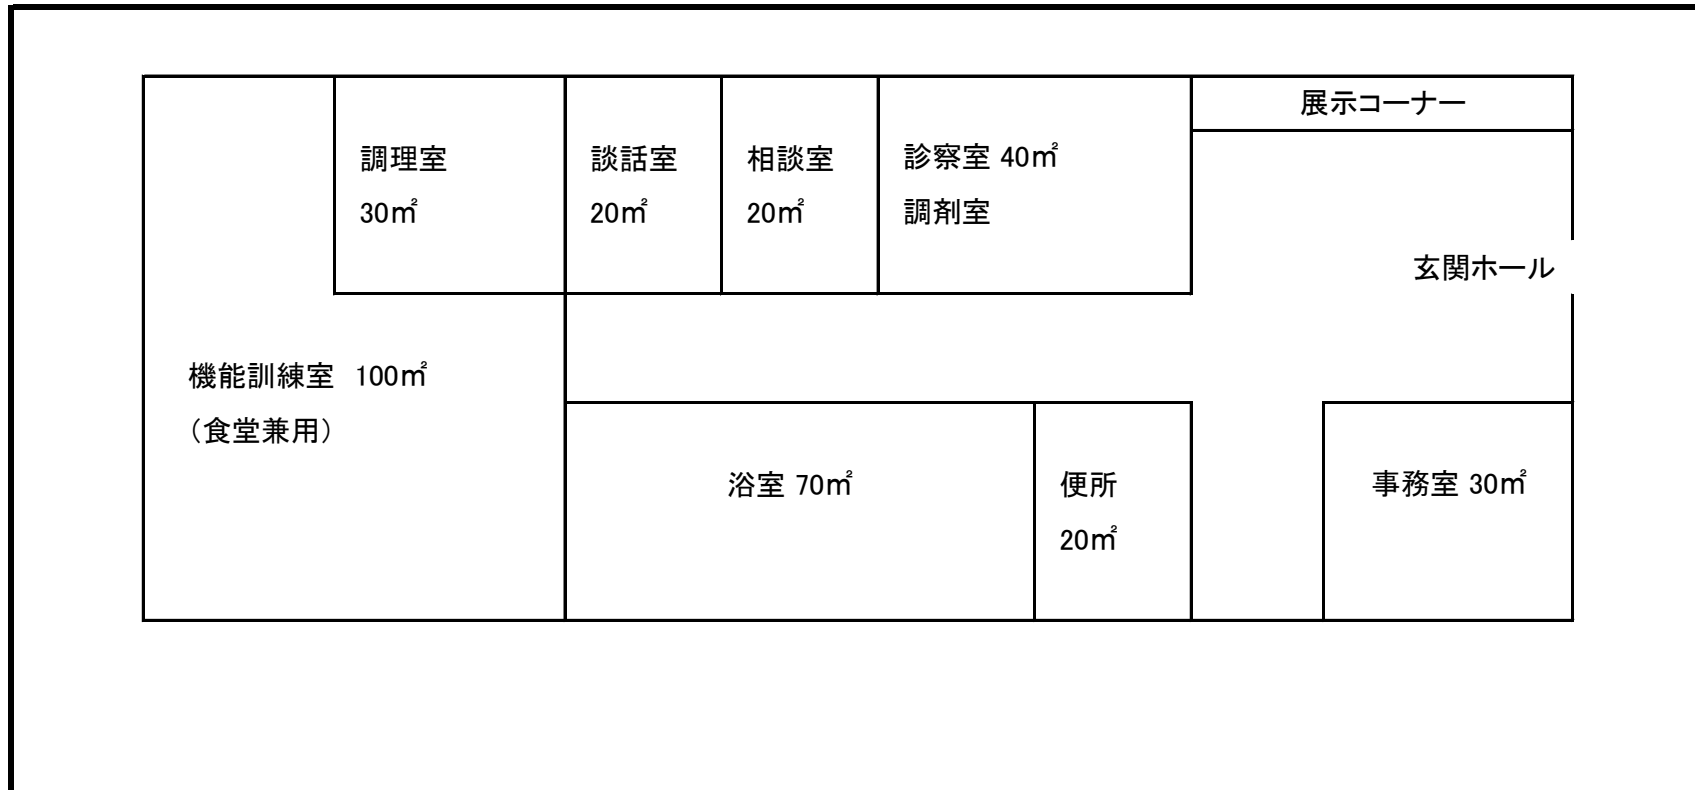 展示コーナー
調理室
30㎡
談話室
20㎡
相談室
20㎡
診察室 40㎡
調剤室
玄関ホール
機能訓練室　100㎡
（食堂兼用）
浴室 70㎡
便所
20㎡
事務室 30㎡